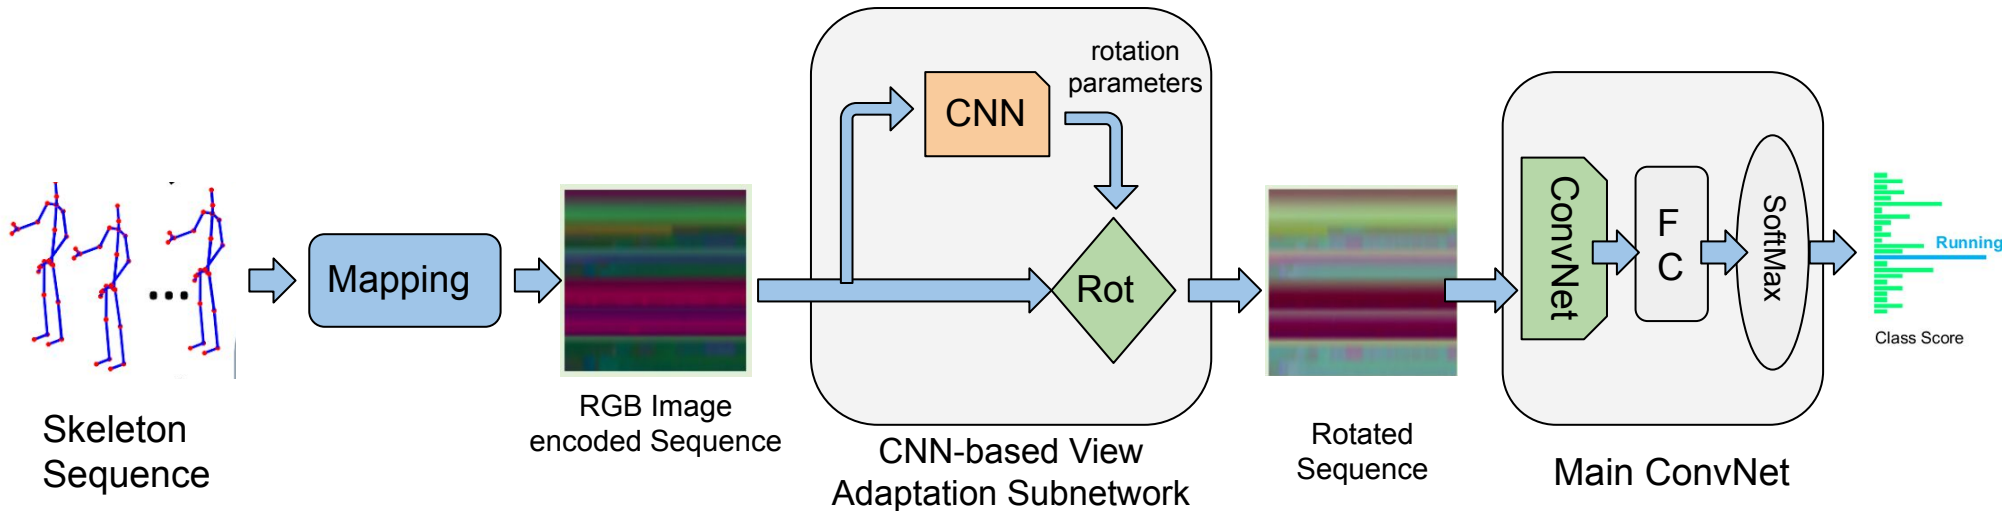 Skeleton
Sequence
Mapping
RGB Image
encoded Sequence
CNN
rotation
parameters
Rot
CNN-based View
Adaptation Subnetwork
Rotated
Sequence
ConvNet
F
C
SoftMax
Main ConvNet
Running
Class Score